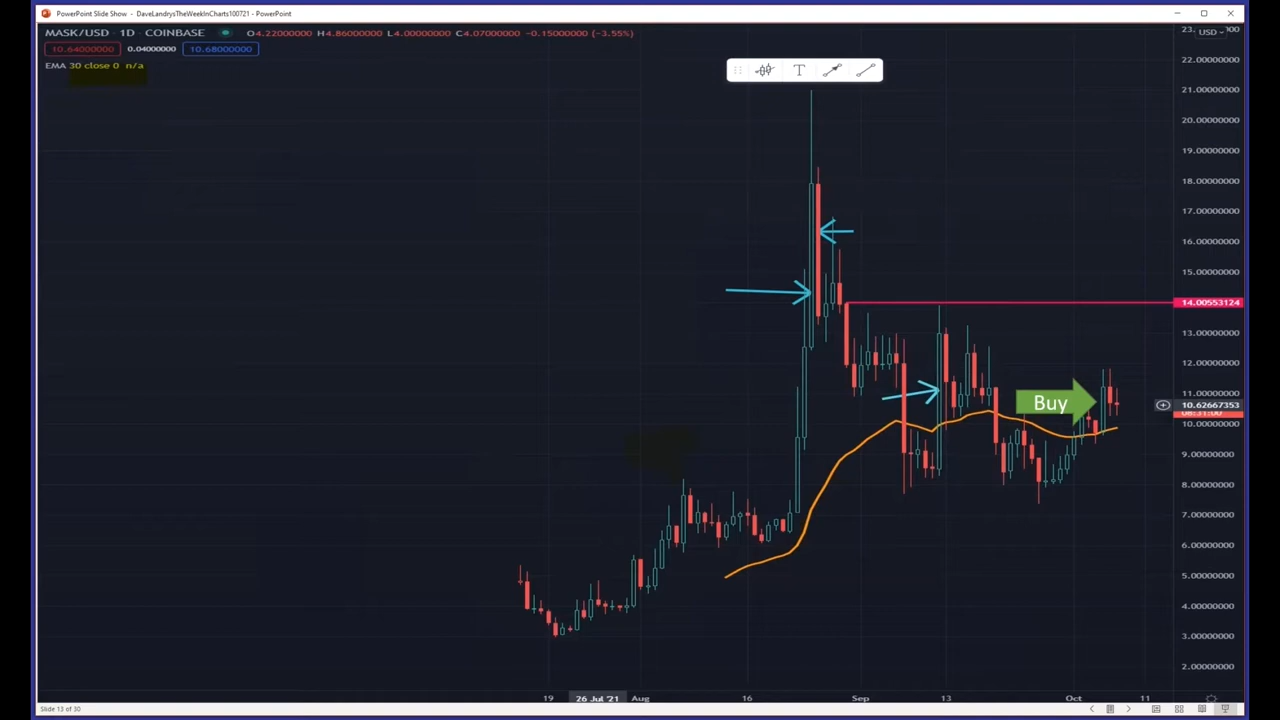 PowerPoint Slide Show - DaveLandrysTheWeekInCharts100721 - PowerPoint
MASK/USD · 1D · COINBASE O4.22000000 H4.86000000 L4.00000000 C4.07000000 -0.15000000 (-3.55%)
10.64000000 0.04000000 10.68000000
EMA 30 close 0 n/a
T
USD
22.00000000
21.00000000
20.00000000
19.00000000
18.00000000
17.00000000
16.00000000
15.00000000
14.00553124
13.00000000
12.00000000
11.00000000
Buy
10.62667353
08:31:00
10.00000000
9.00000000
8.00000000
7.00000000
6.00000000
5.00000000
4.00000000
3.00000000
2.00000000
19 26 Jul '21 Aug 16 Sep 13 Oct 11
Slide 13 of 30